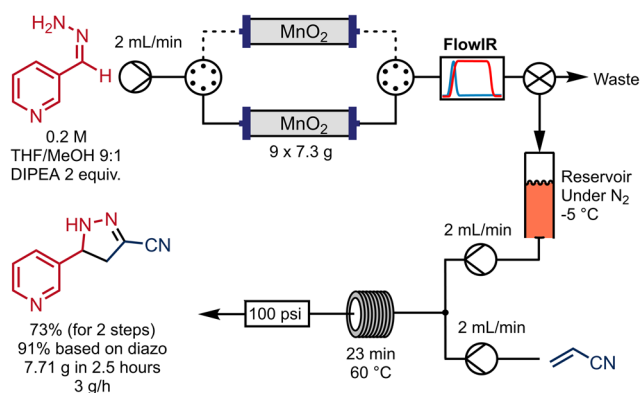 H₂N
N
H
N
0.2 M
THF/MeOH 9:1
DIPEA 2 equiv.
2 mL/min
MnO₂
MnO₂
9 x 7.3 g
FlowIR
Waste
Reservoir
Under N₂
-5 °C
2 mL/min
2 mL/min
CN
23 min
60 °C
100 psi
HN
N
CN
N
73% (for 2 steps)
91% based on diazo
7.71 g in 2.5 hours
3 g/h